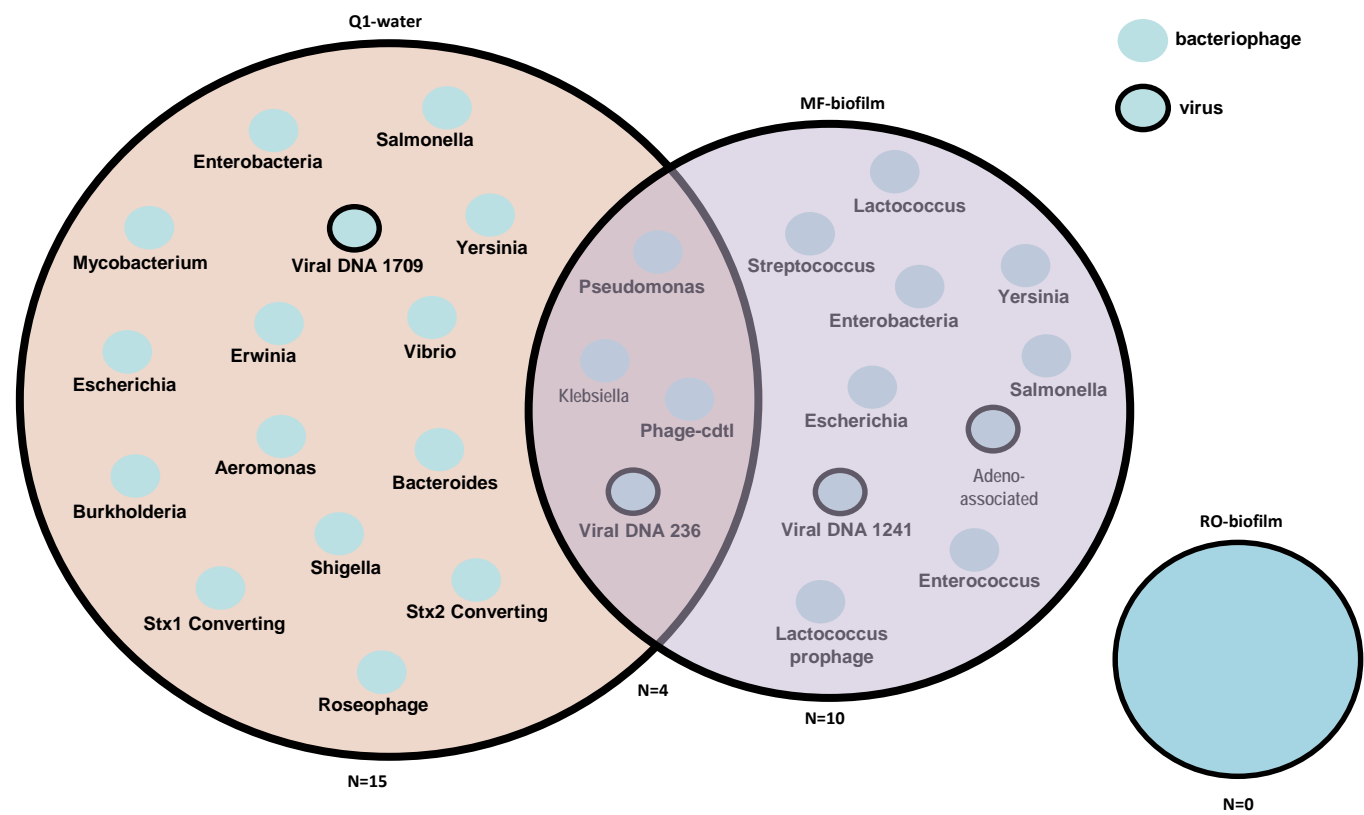 Q1-water
bacteriophage
virus
MF-biofilm
Salmonella
Enterobacteria
Lactococcus
Mycobacterium
Viral DNA 1709
Yersinia
Streptococcus
Pseudomonas
Yersinia
Enterobacteria
Escherichia
Erwinia
Vibrio
Klebsiella
Salmonella
Phage-cdtl
Escherichia
Aeromonas
Bacteroides
Adeno-
associated
Burkholderia
Viral DNA 236
Viral DNA 1241
RO-biofilm
Shigella
Enterococcus
Stx1 Converting
Stx2 Converting
Lactococcus
prophage
Roseophage
N=4
N=10
N=15
N=0